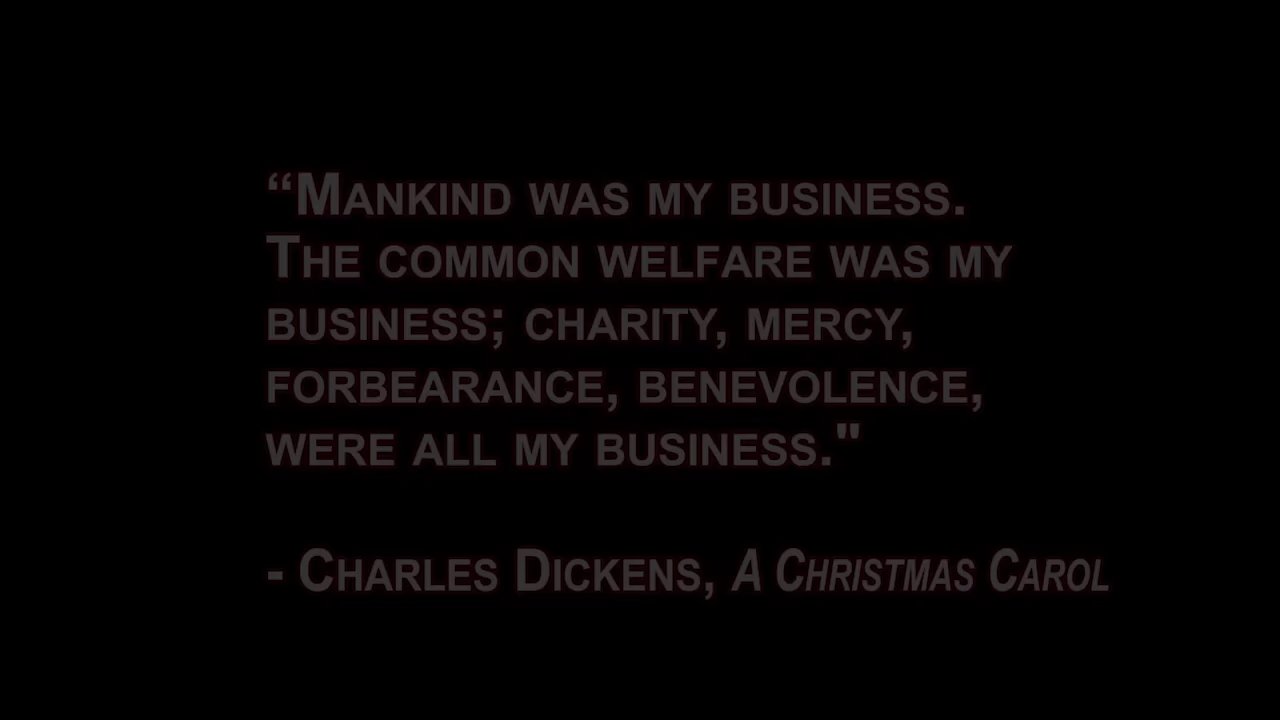 “Mankind was my business.
The common welfare was my
business; charity, mercy,
forbearance, benevolence,
were all my business."
- Charles Dickens, A Christmas Carol